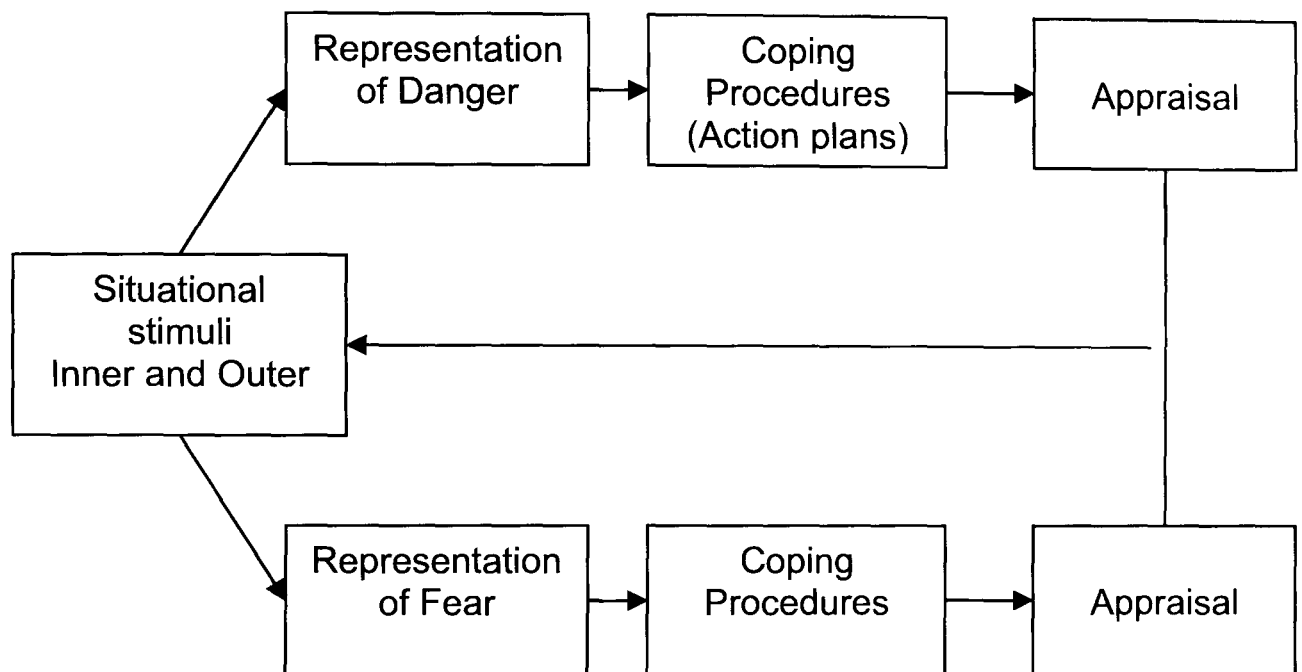 Representation
of Danger
Coping
Procedures
(Action plans)
Appraisal
Situational
stimuli
Inner and Outer
Representation
of Fear
Coping
Procedures
Appraisal